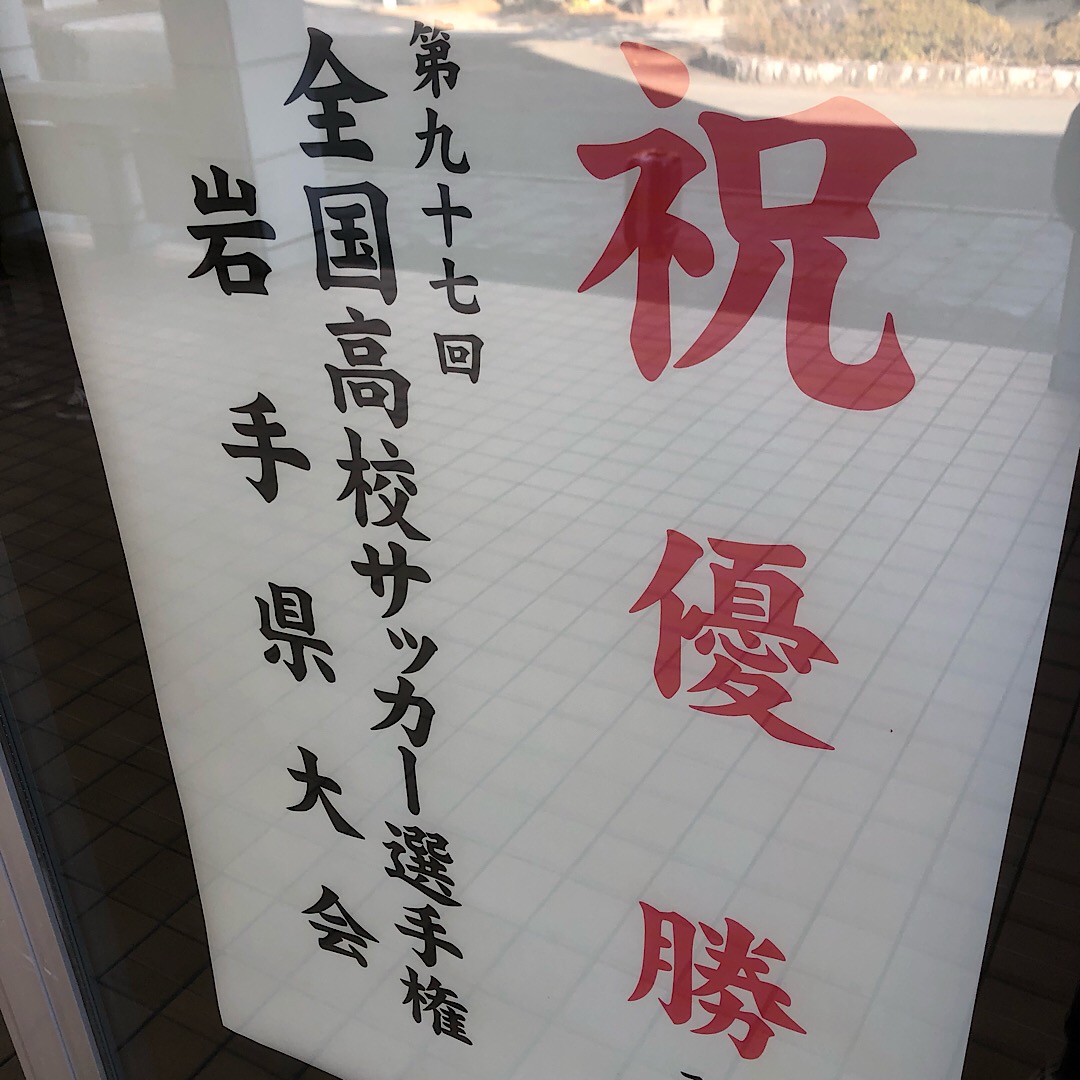 祝優勝
第九十七回
全国高校サッカー選手権
岩手県大会